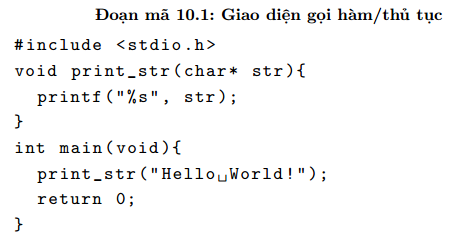 Đoạn mã 10.1: Giao diện gọi hàm/thủ tục
#include <stdio.h>
void print_str(char* str){
  printf("%s", str);
}
int main(void){
  print_str("Hello␣World!");
  return 0;
}